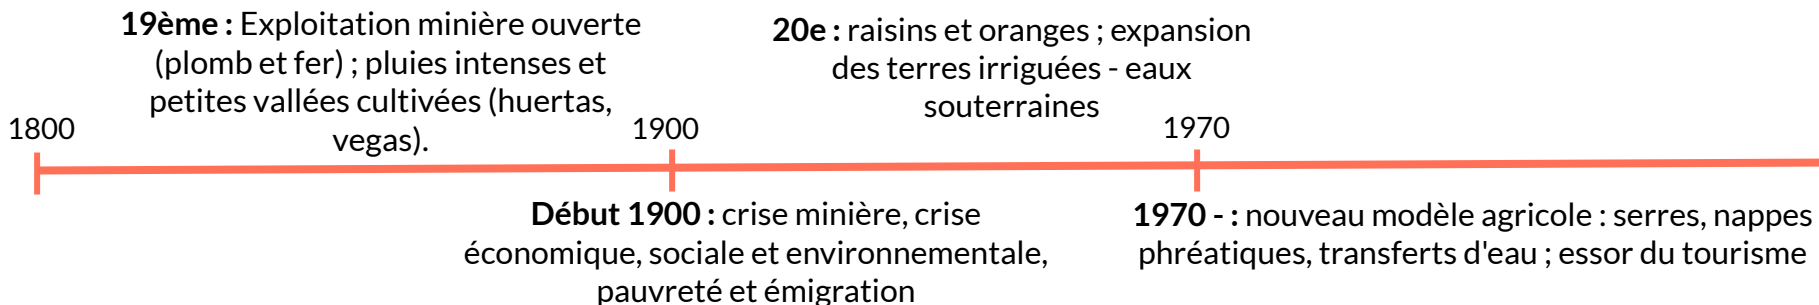 19ème : Exploitation minière ouverte
(plomb et fer) ; pluies intenses et
petites vallées cultivées (huertas,
vegas).
20e : raisins et oranges ; expansion
des terres irriguées - eaux
souterraines
1800
1900
1970
Début 1900 : crise minière, crise
économique, sociale et environnementale,
pauvreté et émigration
1970 - : nouveau modèle agricole : serres, nappes
phréatiques, transferts d'eau ; essor du tourisme